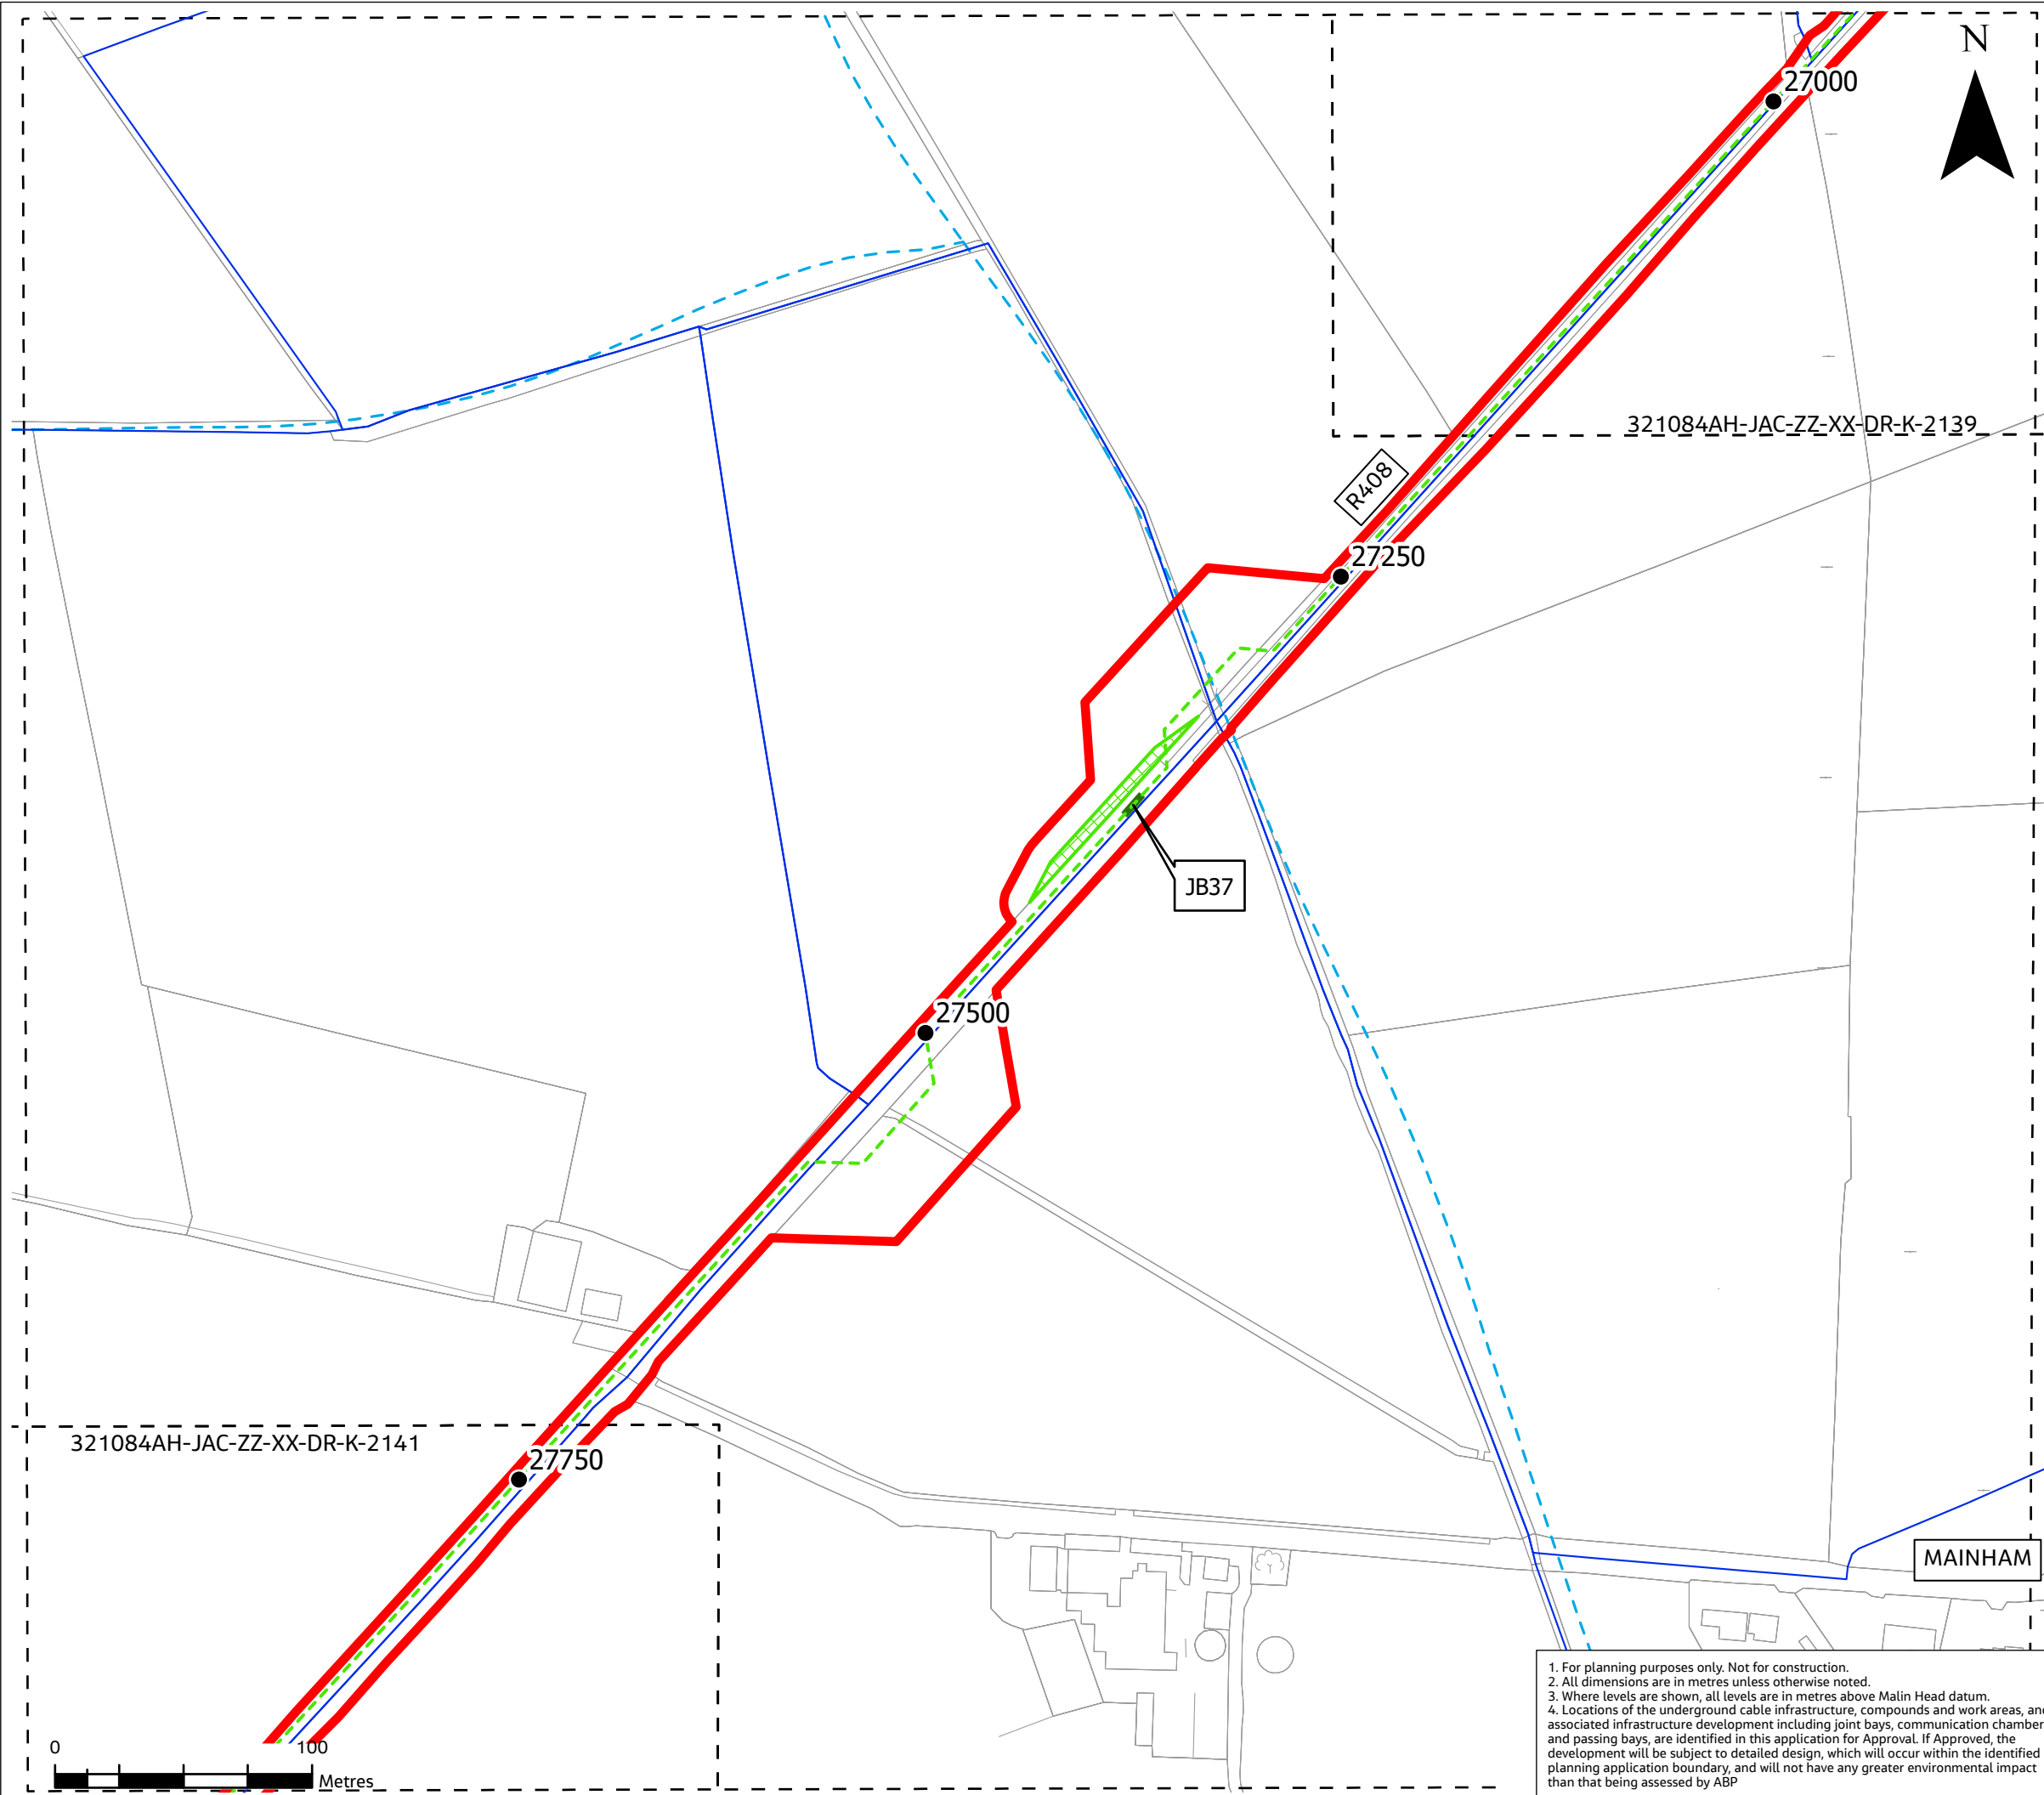 N
27000
321084AH-JAC-ZZ-XX-DR-K-2139
R408
27250
JB37
27500
321084AH-JAC-ZZ-XX-DR-K-2141
27750
MAINHAM
0 100
Metres
1. For planning purposes only. Not for construction.
2. All dimensions are in metres unless otherwise noted.
3. Where levels are shown, all levels are in metres above Malin Head datum.
4. Locations of the underground cable infrastructure, compounds and work areas, and
associated infrastructure development including joint bays, communication chamber
and passing bays, are identified in this application for Approval. If Approved, the
development will be subject to detailed design, which will occur within the identified
planning application boundary, and will not have any greater environmental impact
than that being assessed by ABP